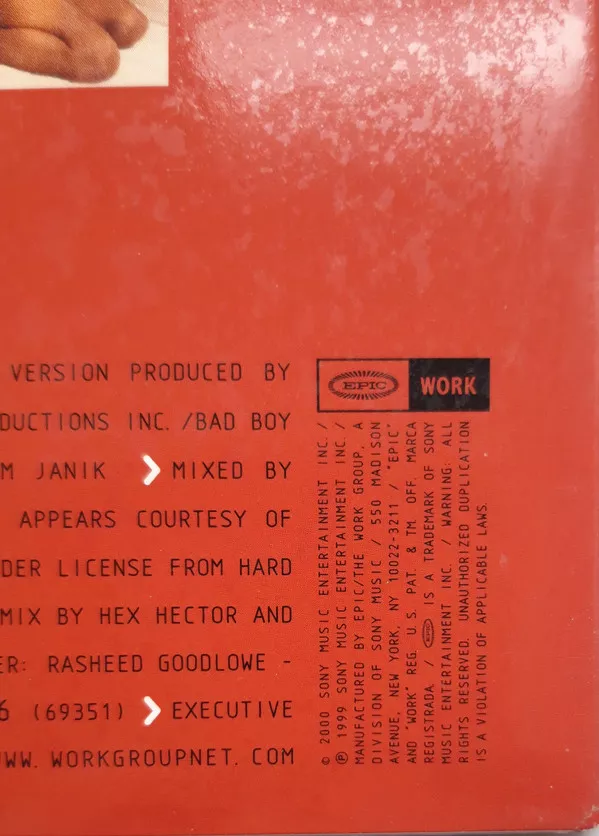 VERSION PRODUCED BY
ODUCTIONS INC. /BAD BOY
M JANIK ❯ MIXED BY
APPEARS COURTESY OF
DER LICENSE FROM HARD
MIX BY HEX HECTOR AND
ER: RASHEED GOODLOWE -
6 (69351) ❯ EXECUTIVE
WW. WORKGROUPNET. COM
EPIC WORK
© 2000 SONY MUSIC ENTERTAINMENT INC./
℗ 1999 SONY MUSIC ENTERTAINMENT INC./
MANUFACTURED BY EPIC/THE WORK GROUP, A
DIVISION OF SONY MUSIC / 550 MADISON
AVENUE, NEW YORK, NY 10022-3211 / "EPIC"
AND "WORK" REG. U.S. PAT. & TM. OFF. MARCA
REGISTRADA. / EPIC IS A TRADEMARK OF SONY
MUSIC ENTERTAINMENT INC. / WARNING: ALL
RIGHTS RESERVED. UNAUTHORIZED DUPLICATION
IS A VIOLATION OF APPLICABLE LAWS.